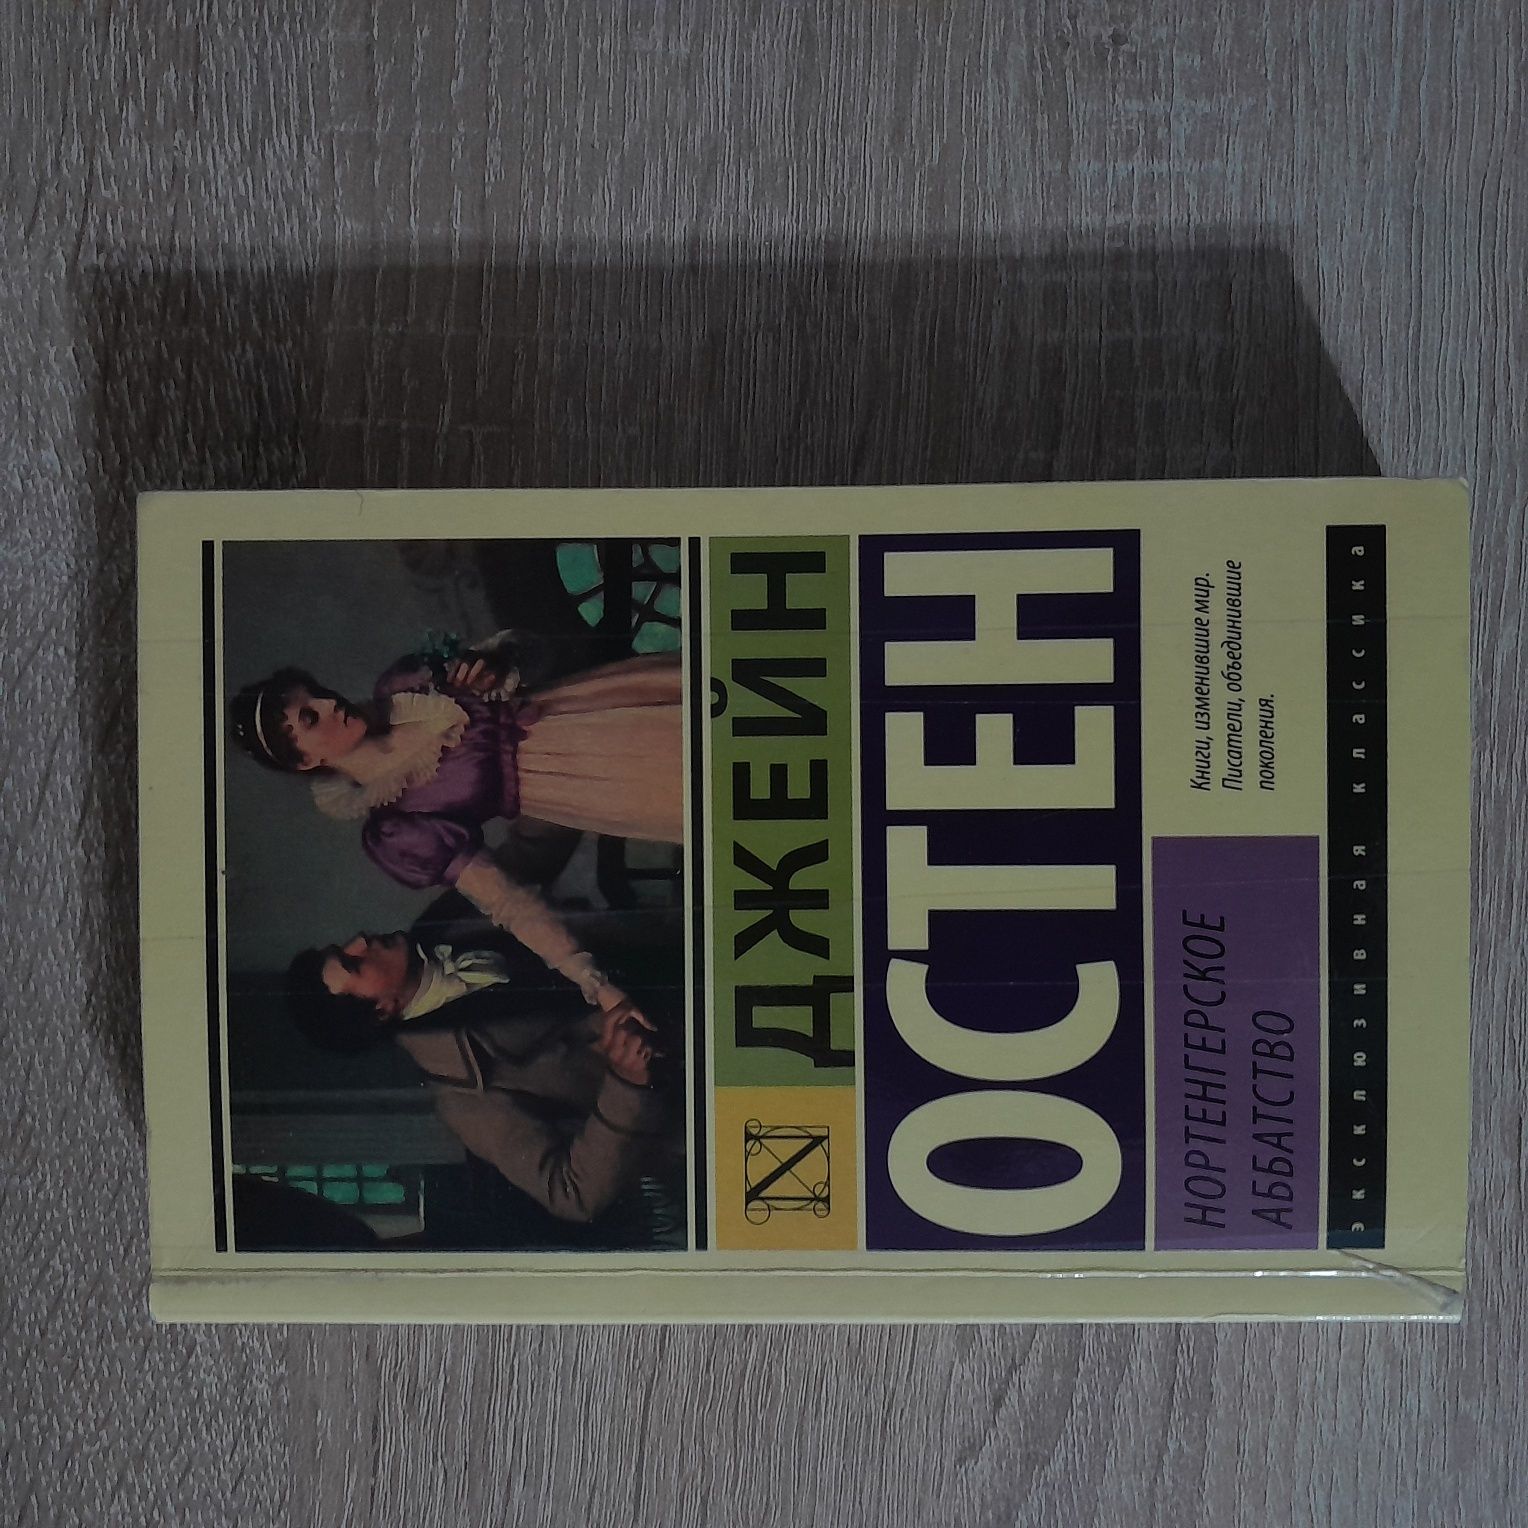 ДЖЕЙН
ОСТЕН
НОРТЕНГЕРСКОЕ
АББАТСТВО
Книги, изменившие мир.
Писатели, объединившие
поколения.
эксклюзивная классика